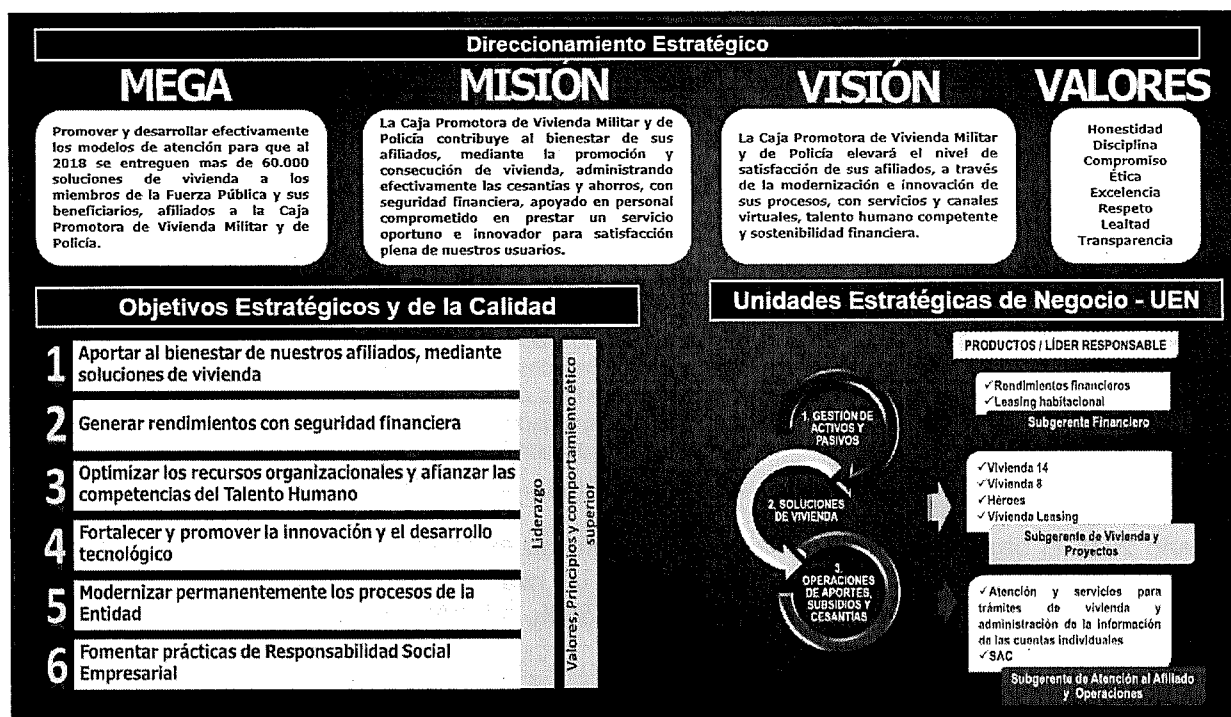 Direccionamiento Estratégico
MEGA
Promover y desarrollar efectivamente
los modelos de atención para que al
2018 se entreguen mas de 60.000
soluciones de vivienda a los
miembros de la Fuerza Pública y sus
beneficiarios, afiliados a la Caja
Promotora de Vivienda Militar y de
Policía.
MISIÓN
La Caja Promotora de Vivienda Militar y de
Policía contribuye al bienestar de sus
afiliados, mediante la promoción y
consecución de vivienda, administrando
efectivamente las cesantías y ahorros, con
seguridad financiera, apoyado en personal
comprometido en prestar un servicio
oportuno e innovador para satisfacción
plena de nuestros usuarios.
VISIÓN
La Caja Promotora de Vivienda Militar
y de Policía elevará el nivel de
satisfacción de sus afiliados, a través
de la modernización e innovación de
sus procesos, con servicios y canales
virtuales, talento humano competente
y sostenibilidad financiera.
VALORES
Honestidad
Disciplina
Compromiso
Ética
Excelencia
Respeto
Lealtad
Transparencia
Objetivos Estratégicos y de la Calidad
1 Aportar al bienestar de nuestros afiliados, mediante
soluciones de vivienda
2 Generar rendimientos con seguridad financiera
3 Optimizar los recursos organizacionales y afianzar las
competencias del Talento Humano
4 Fortalecer y promover la innovación y el desarrollo
tecnológico
5 Modernizar permanentemente los procesos de la
Entidad
6 Fomentar prácticas de Responsabilidad Social
Empresarial
Liderazgo
Valores, Principios y comportamiento ético
superior
Unidades Estratégicas de Negocio - UEN
PRODUCTOS / LÍDER RESPONSABLE
1. GESTIÓN DE
ACTIVOS Y
PASIVOS
✓Rendimientos financieros
✓Leasing habitacional
Subgerente Financiero
2. SOLUCIONES
DE VIVIENDA
✓Vivienda 14
✓Vivienda 8
✓Héroes
✓Vivienda Leasing
Subgerente de Vivienda y
Proyectos
3.
OPERACIONES
DE APORTES,
SUBSIDIOS Y
CESANTÍAS
✓Atención y servicios para
trámites de vivienda y
administración de la información
de las cuentas individuales
✓SAC
Subgerente de Atención al Afiliado
y Operaciones